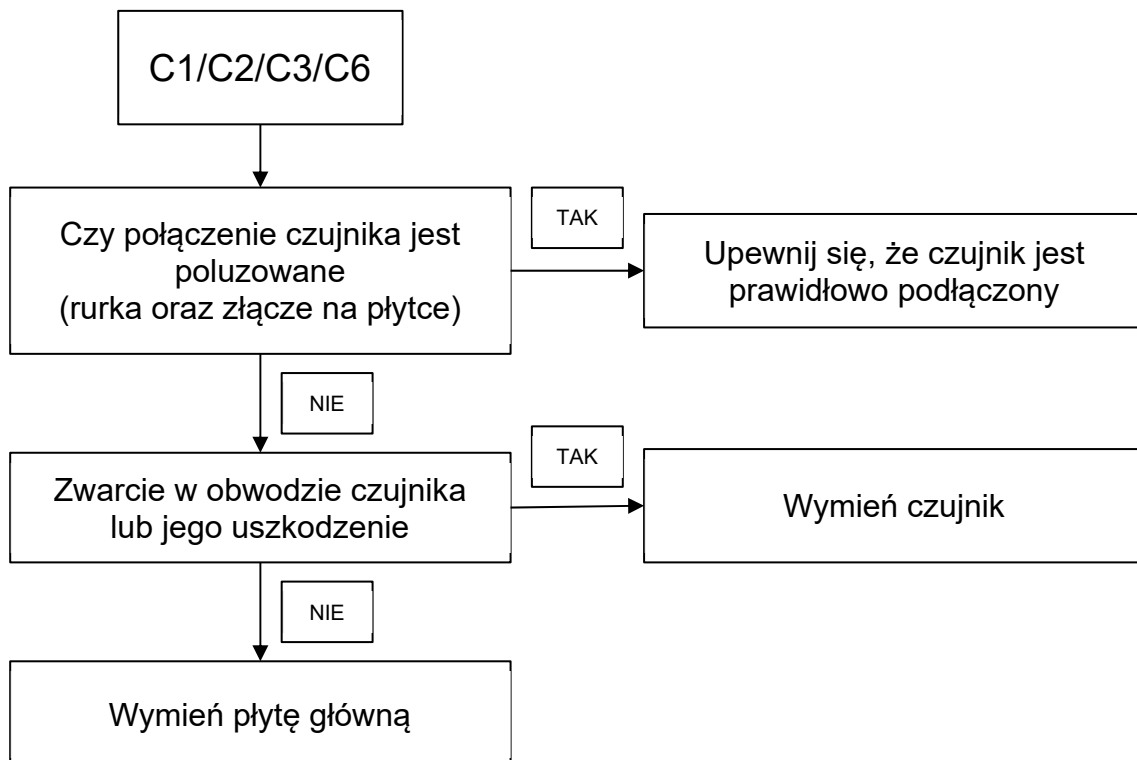 C1/C2/C3/C6
Czy połączenie czujnika jest
poluzowane
(rurka oraz złącze na płytce)
TAK
Upewnij się, że czujnik jest
prawidłowo podłączony
NIE
Zwarcie w obwodzie czujnika
lub jego uszkodzenie
TAK
Wymień czujnik
NIE
Wymień płytę główną